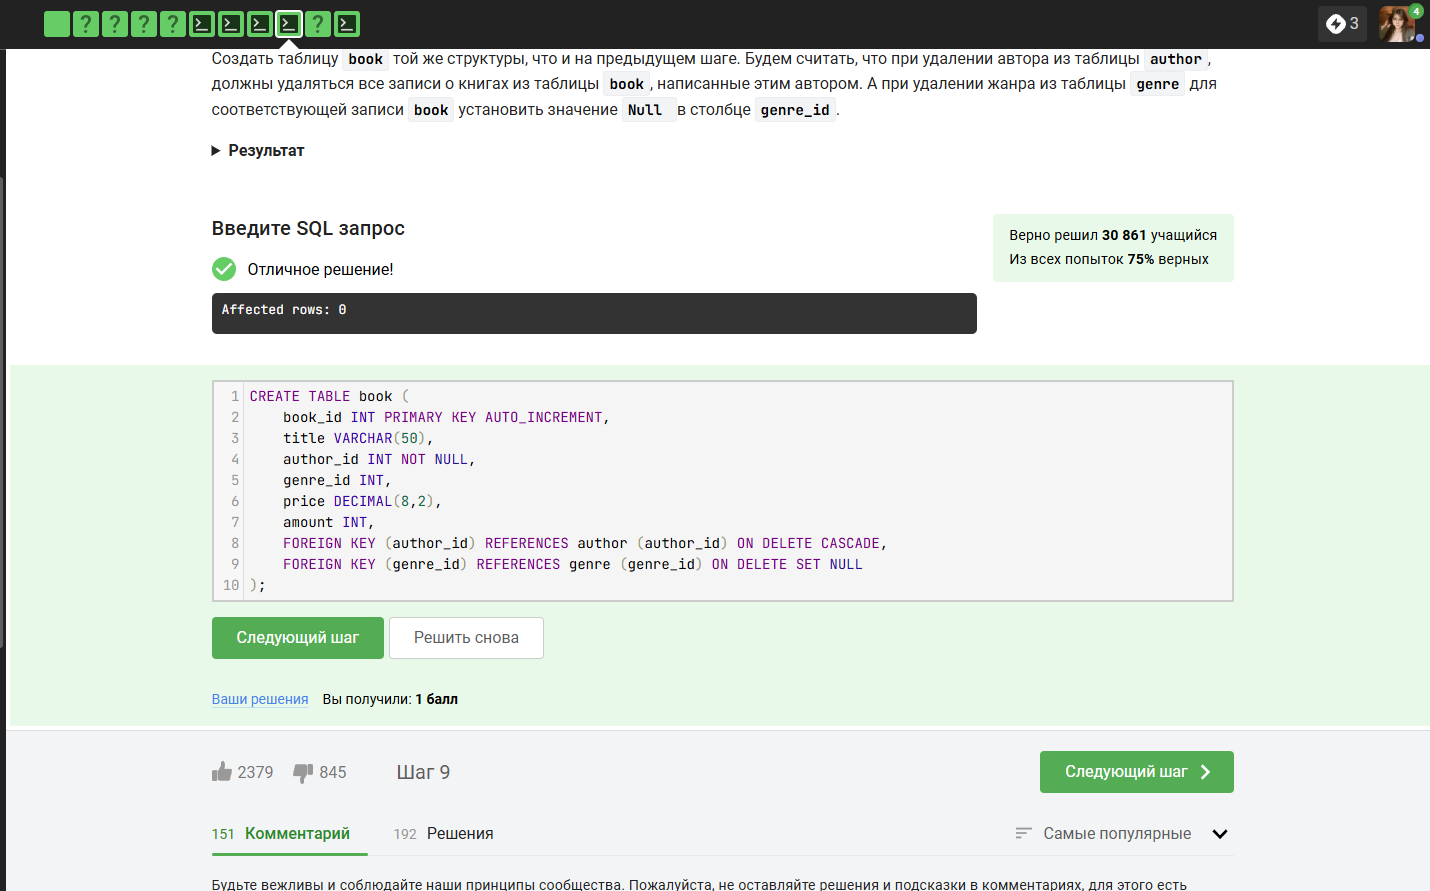 3
4
Создать таблицу book той же структуры, что и на предыдущем шаге. Будем считать, что при удалении автора из таблицы author ,
должны удаляться все записи о книгах из таблицы book , написанные этим автором. А при удалении жанра из таблицы genre для
соответствующей записи book установить значение Null в столбце genre_id .
Результат
Введите SQL запрос
Верно решил 30 861 учащийся
Из всех попыток 75% верных
Отличное решение!
Affected rows: 0
1 CREATE TABLE book (
2 book_id INT PRIMARY KEY AUTO_INCREMENT,
3 title VARCHAR(50),
4 author_id INT NOT NULL,
5 genre_id INT,
6 price DECIMAL(8,2),
7 amount INT,
8 FOREIGN KEY (author_id) REFERENCES author (author_id) ON DELETE CASCADE,
9 FOREIGN KEY (genre_id) REFERENCES genre (genre_id) ON DELETE SET NULL
10 );
Следующий шаг Решить снова
Ваши решения Вы получили: 1 балл
2379 845 Шаг 9 Следующий шаг
151 Комментарий 192 Решения Самые популярные
Будьте вежливы и соблюдайте наши принципы сообщества. Пожалуйста, не оставляйте решения и подсказки в комментариях, для этого есть